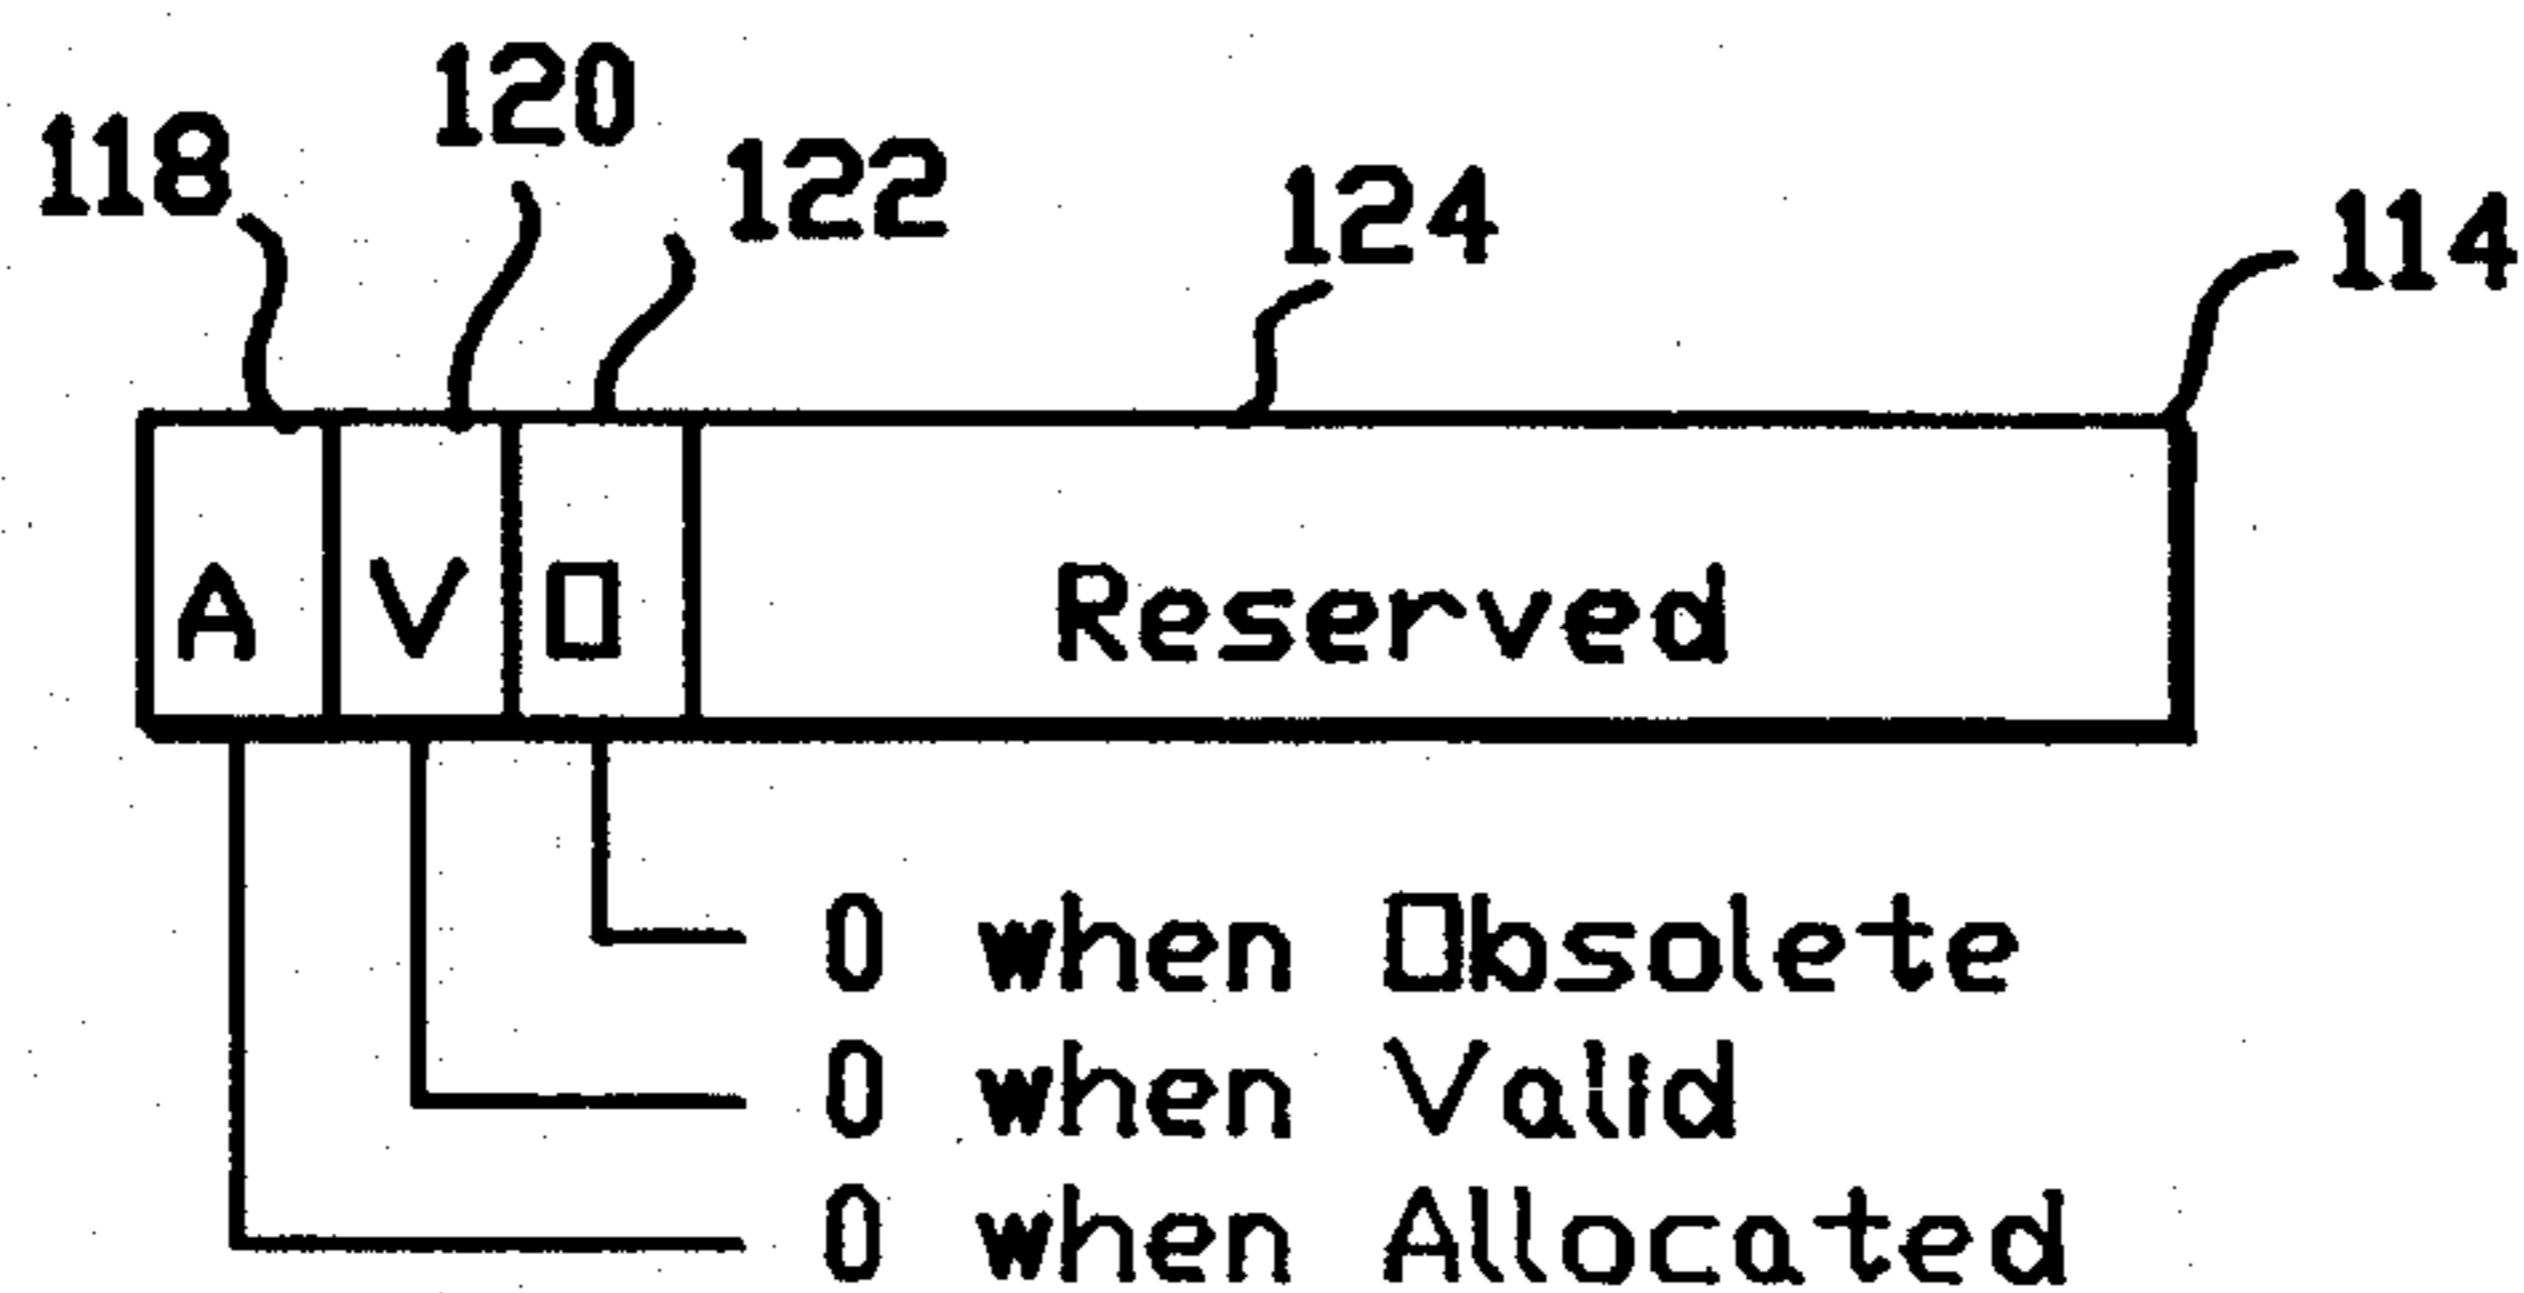 118 120 122 124 114
A V O Reserved
0 when Obsolete
0 when Valid
0 when Allocated